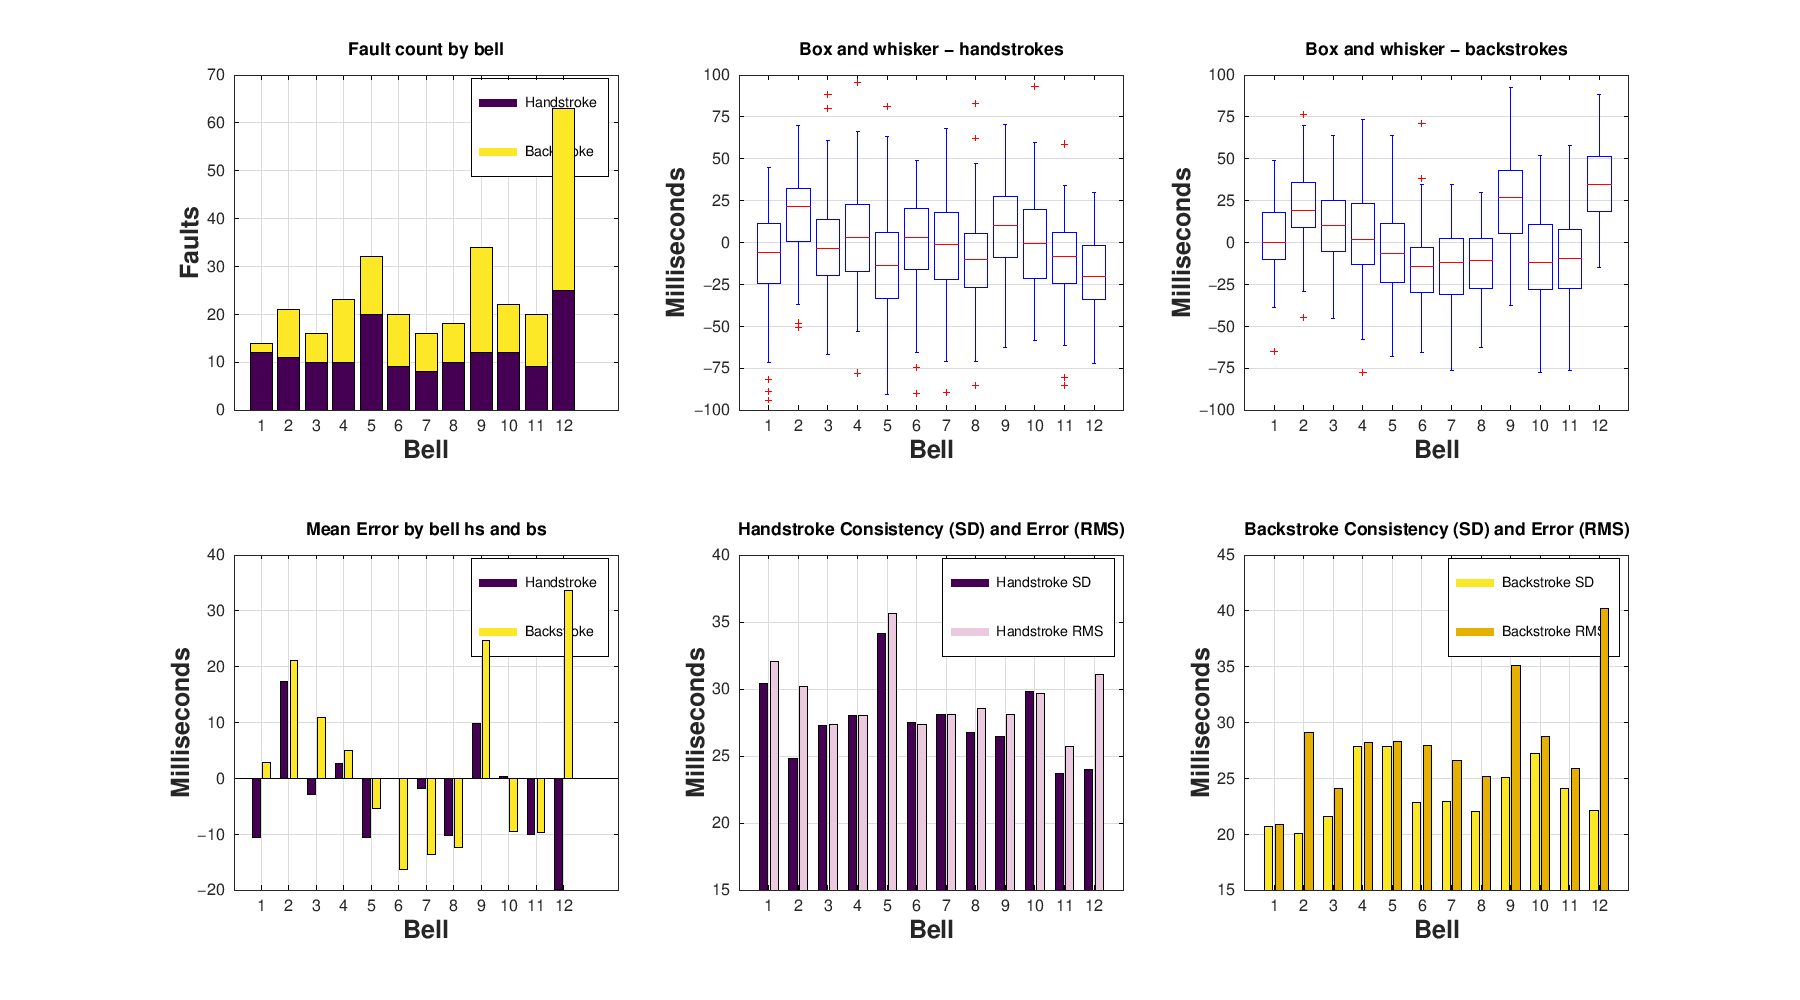 Fault count by bell
70
60
50
40
30
20
10
0
Faults
Handstroke
Backstroke
1 2 3 4 5 6 7 8 9 10 11 12
Bell
Box and whisker – handstrokes
100
75
50
25
0
−25
−50
−75
−100
Milliseconds
1 2 3 4 5 6 7 8 9 10 11 12
Bell
Box and whisker – backstrokes
100
75
50
25
0
−25
−50
−75
−100
Milliseconds
1 2 3 4 5 6 7 8 9 10 11 12
Bell
Mean Error by bell hs and bs
40
30
20
10
0
−10
−20
Milliseconds
Handstroke
Backstroke
1 2 3 4 5 6 7 8 9 10 11 12
Bell
Handstroke Consistency (SD) and Error (RMS)
40
35
30
25
20
15
Milliseconds
Handstroke SD
Handstroke RMS
1 2 3 4 5 6 7 8 9 10 11 12
Bell
Backstroke Consistency (SD) and Error (RMS)
45
40
35
30
25
20
15
Milliseconds
Backstroke SD
Backstroke RMS
1 2 3 4 5 6 7 8 9 10 11 12
Bell